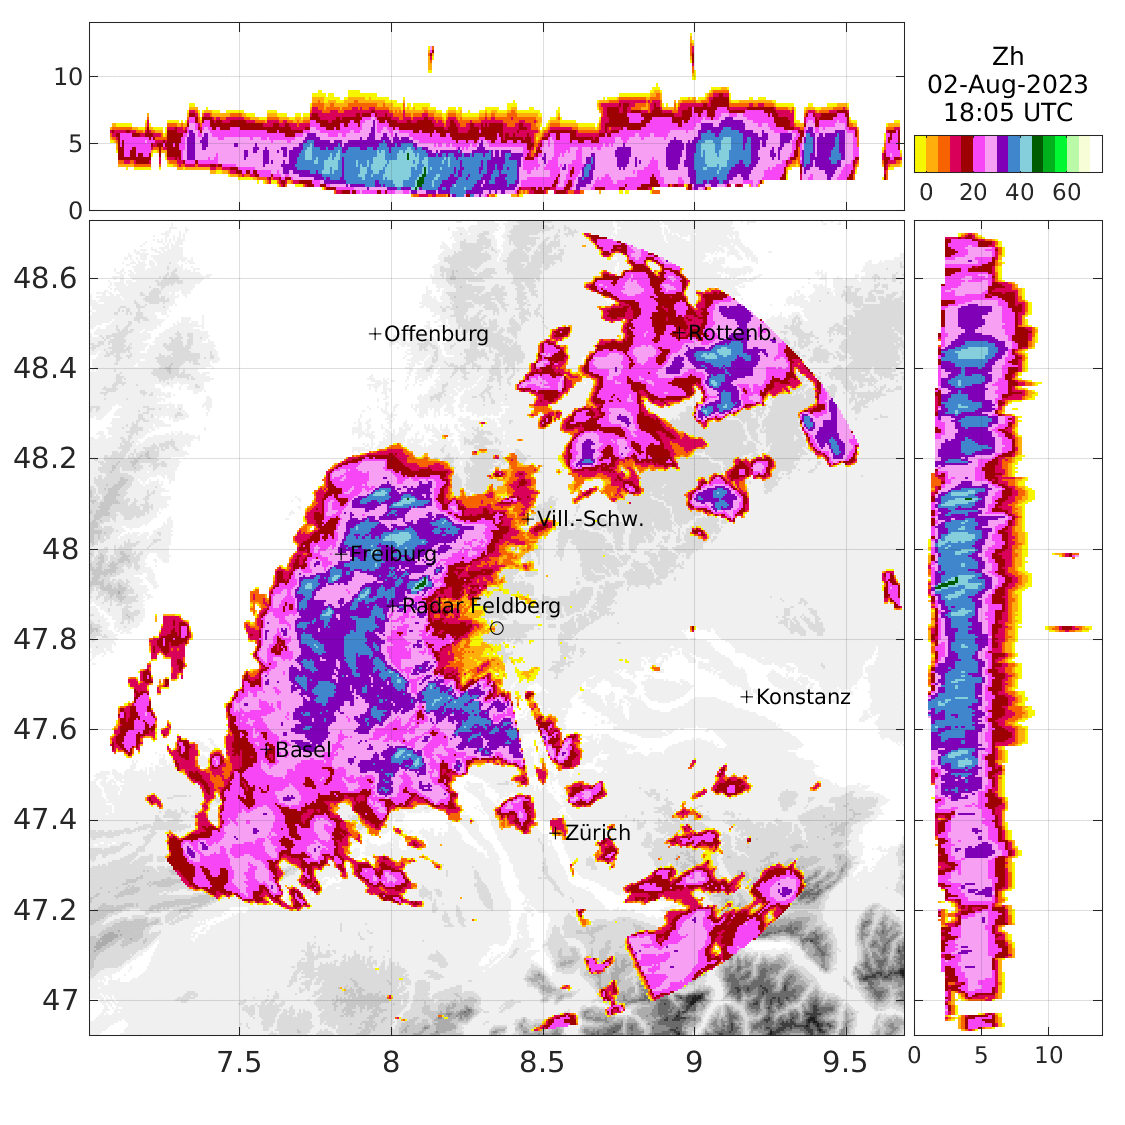 10
5
0
Zh
02-Aug-2023
18:05 UTC
0 20 40 60
48.6
48.4
48.2
48
47.8
47.6
47.4
47.2
47
+Offenburg
+Rottenb.
+Vill.-Schw.
+Freiburg
+Radar Feldberg
+Konstanz
+Basel
+Zürich
7.5 8 8.5 9 9.5
0 5 10